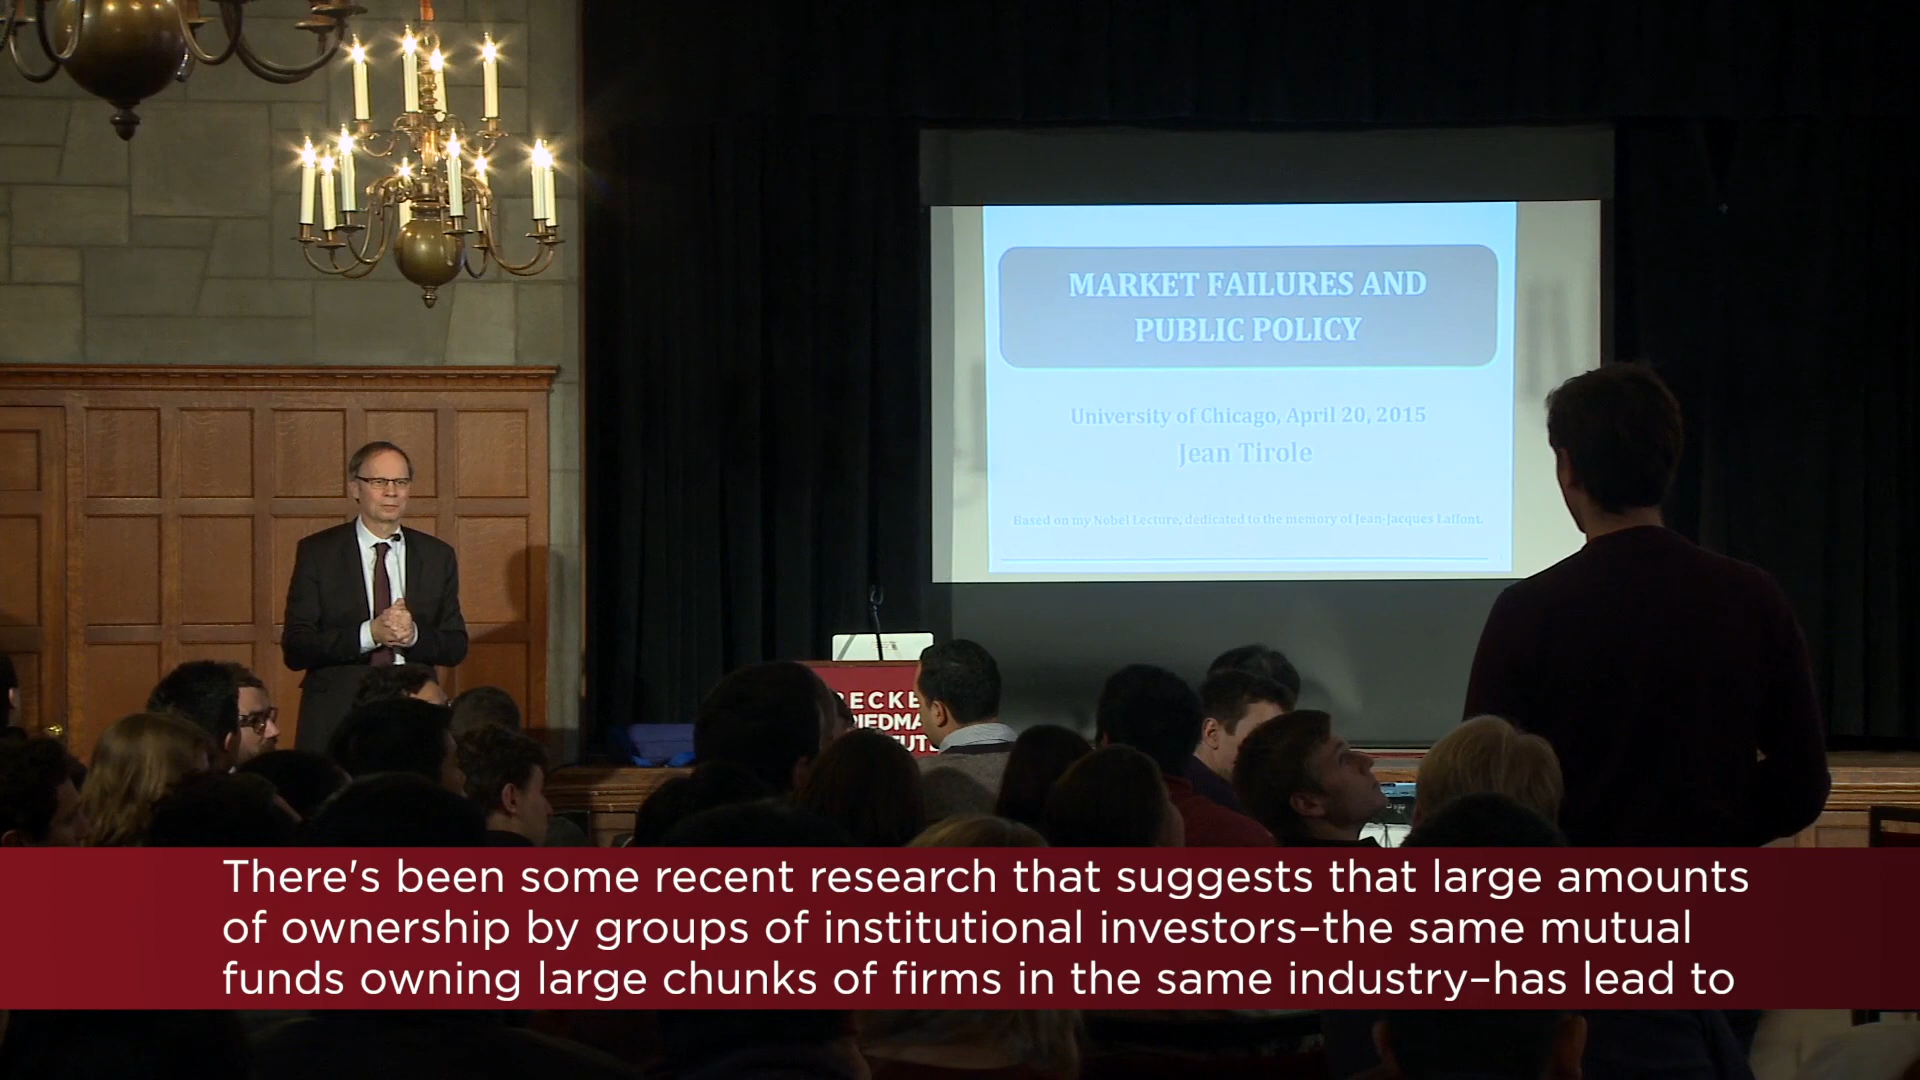 MARKET FAILURES AND
PUBLIC POLICY
University of Chicago, April 20, 2015
Jean Tirole
Based on my Nobel Lecture, dedicated to the memory of Jean-Jacques Laffont.
There's been some recent research that suggests that large amounts
of ownership by groups of institutional investors–the same mutual
funds owning large chunks of firms in the same industry–has lead to